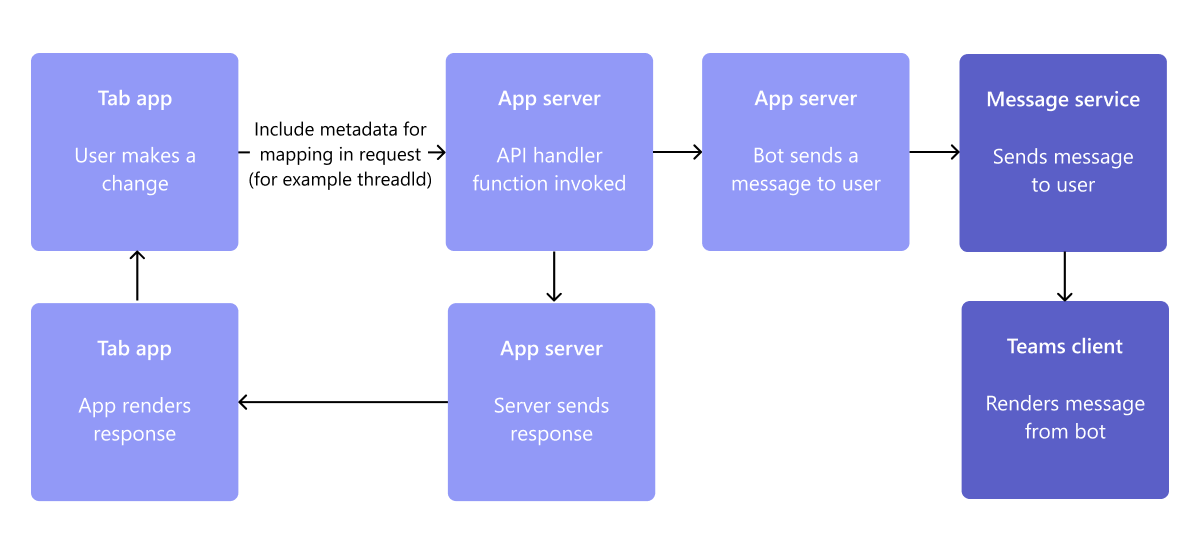 Tab app
User makes a
change
Include metadata for
mapping in request
(for example threadId)
App server
API handler
function invoked
App server
Bot sends a
message to user
Message service
Sends message
to user
Tab app
App renders
response
App server
Server sends
response
Teams client
Renders message
from bot